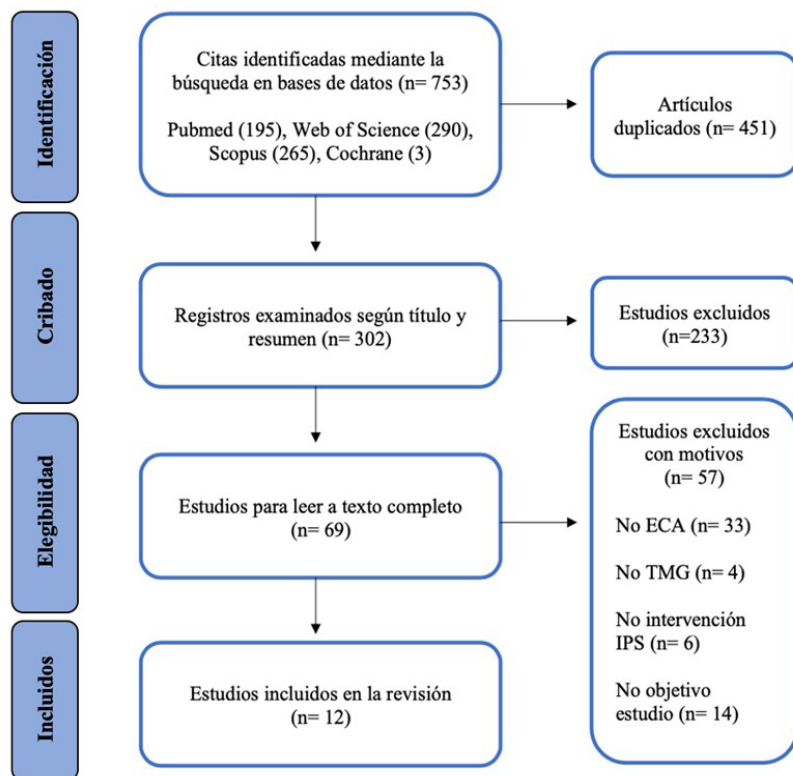 Identificación
Citas identificadas mediante la
búsqueda en bases de datos (n= 753)
Pubmed (195), Web of Science (290),
Scopus (265), Cochrane (3)
Artículos
duplicados (n= 451)
Cribado
Registros examinados según título y
resumen (n= 302)
Estudios excluidos
(n=233)
Elegibilidad
Estudios para leer a texto completo
(n= 69)
Estudios excluidos
con motivos
(n= 57)
No ECA (n= 33)
No TMG (n= 4)
No intervención
IPS (n= 6)
No objetivo
estudio (n= 14)
Incluidos
Estudios incluidos en la revisión
(n= 12)